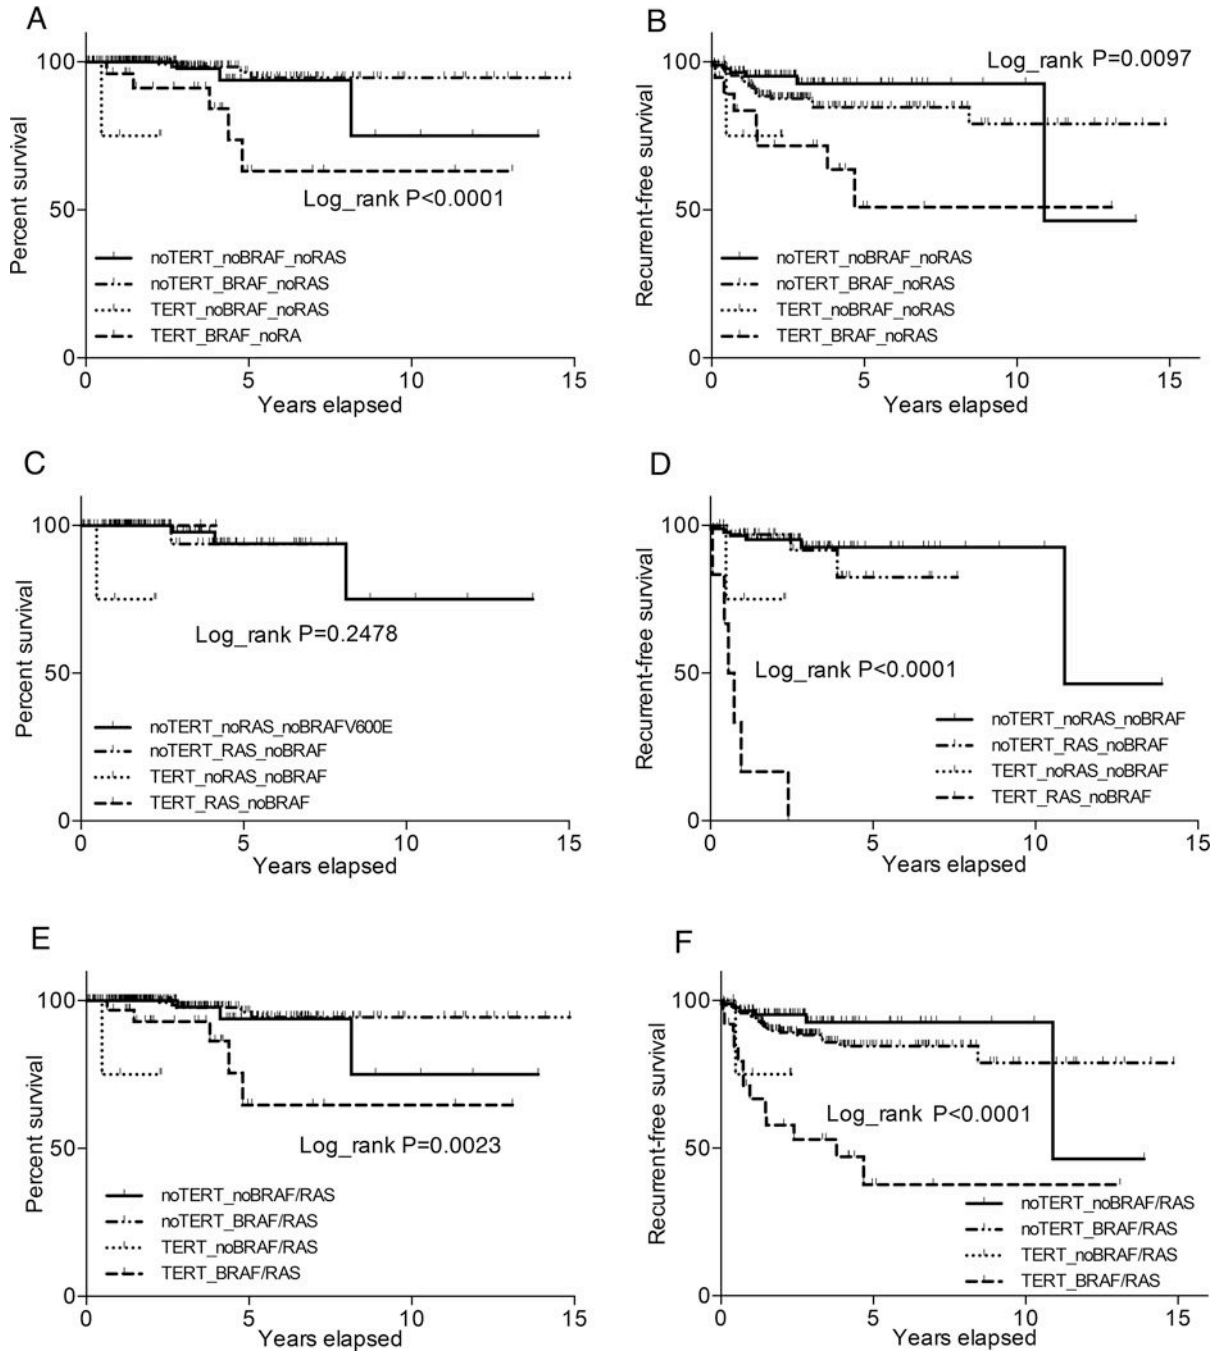 A
Percent survival
100
50
0
Log_rank P<0.0001
noTERT_noBRAF_noRAS
noTERT_BRAF_noRAS
TERT_noBRAF_noRAS
TERT_BRAF_noRA
0 5 10 15
Years elapsed
B
Recurrent-free survival
100
50
0
Log_rank P=0.0097
noTERT_noBRAF_noRAS
noTERT_BRAF_noRAS
TERT_noBRAF_noRAS
TERT_BRAF_noRAS
0 5 10 15
Years elapsed
C
Percent survival
100
50
0
Log_rank P=0.2478
noTERT_noRAS_noBRAFV600E
noTERT_RAS_noBRAF
TERT_noRAS_noBRAF
TERT_RAS_noBRAF
0 5 10 15
Years elapsed
D
Recurrent-free survival
100
50
0
Log_rank P<0.0001
noTERT_noRAS_noBRAF
noTERT_RAS_noBRAF
TERT_noRAS_noBRAF
TERT_RAS_noBRAF
0 5 10 15
Years elapsed
E
Percent survival
100
50
0
Log_rank P=0.0023
noTERT_noBRAF/RAS
noTERT_BRAF/RAS
TERT_noBRAF/RAS
TERT_BRAF/RAS
0 5 10 15
Years elapsed
F
Recurrent-free survival
100
50
0
Log_rank P<0.0001
noTERT_noBRAF/RAS
noTERT_BRAF/RAS
TERT_noBRAF/RAS
TERT_BRAF/RAS
0 5 10 15
Years elapsed